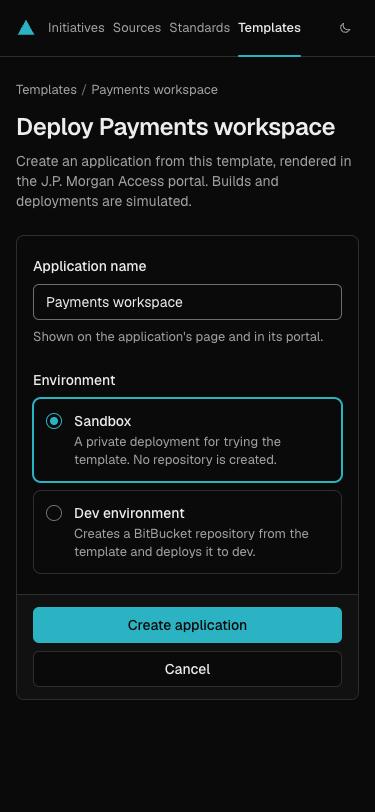 Initiatives Sources Standards Templates
Templates / Payments workspace
Deploy Payments workspace
Create an application from this template, rendered in
the J.P. Morgan Access portal. Builds and
deployments are simulated.
Application name
Payments workspace
Shown on the application's page and in its portal.
Environment
Sandbox
A private deployment for trying the
template. No repository is created.
Dev environment
Creates a BitBucket repository from the
template and deploys it to dev.
Create application
Cancel